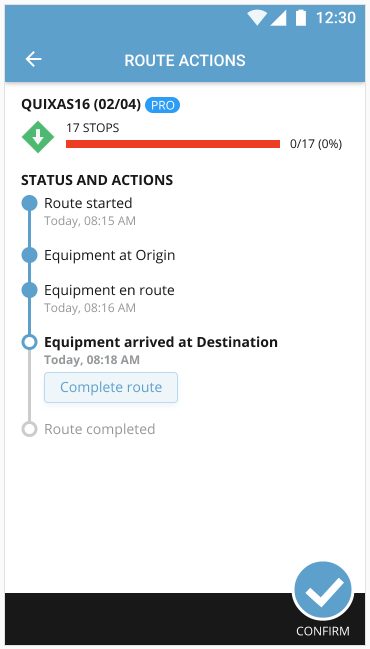 12:30
ROUTE ACTIONS
QUIXAS16 (02/04) PRO
17 STOPS
0/17 (0%)
STATUS AND ACTIONS
Route started
Today, 08:15 AM
Equipment at Origin
Equipment en route
Today, 08:16 AM
Equipment arrived at Destination
Today, 08:18 AM
Complete route
Route completed
CONFIRM